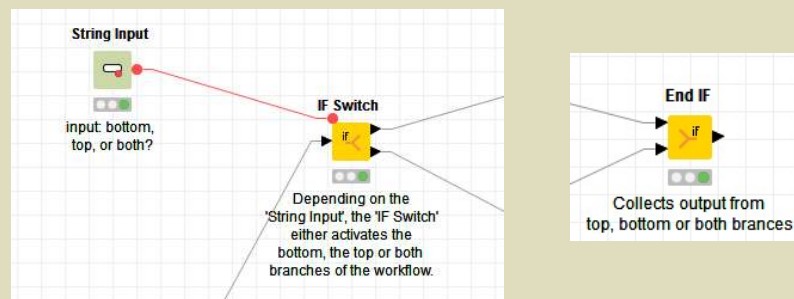 String Input
input: bottom,
top, or both?
IF Switch
if
Depending on the
'String Input', the 'IF Switch'
either activates the
bottom, the top or both
branches of the workflow.
End IF
if
Collects output from
top, bottom or both brances